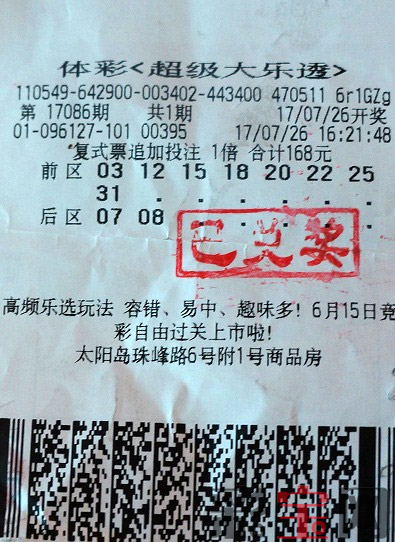 体彩<超级大乐透>
110549-642900-003402-443400 470511 6r1GZg
第 17086期 共1期 17/07/26开奖
01-096127-101 00395 17/07/26 16:21:48
复式票追加投注 1倍 合计168元
前区 03 12 15 18 20 22 25
31 . . . . . .
后区 07 08 . . . . .
已兑奖
高频乐选玩法 容错、易中、趣味多! 6月15日竞
彩自由过关上市啦!
太阳岛珠峰路6号附1号商品房